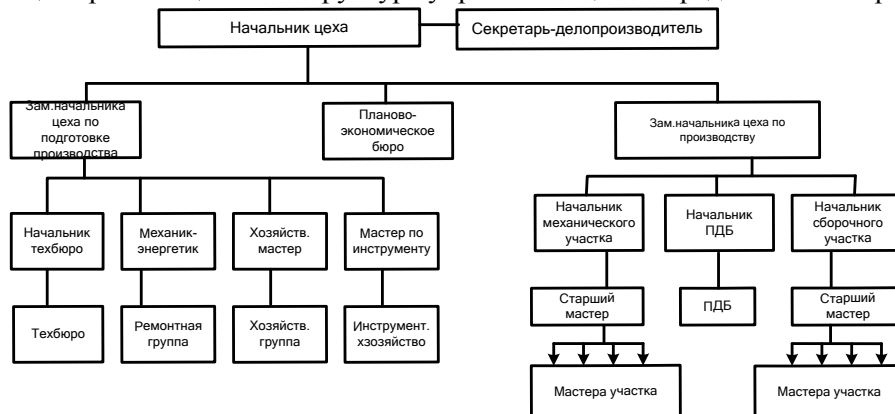 Начальник цеха
Секретарь-делопроизводитель
Зам.начальника
цеха по
подготовке
производства
Планово-
экономическое
бюро
Зам.начальника цеха по
производству
Начальник
техбюро
Механик-
энергетик
Хозяйств.
мастер
Мастер по
инструменту
Начальник
механического
участка
Начальник
ПДБ
Начальник
сборочного
участка
Техбюро
Ремонтная
группа
Хозяйств.
группа
Инструмент.
хзозяйство
Старший
мастер
ПДБ
Старший
мастер
Мастера участка
Мастера участка